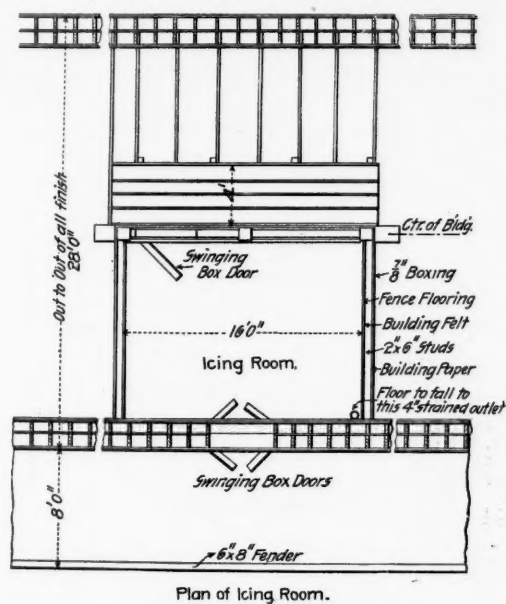 Out to Out of all finish
28'0"
4'
Ctr. of B'ldg.
Swinging
Box Door
7/8" Boxing
Fence Flooring
16'0"
Building Felt
Icing Room.
2"x6" Studs
Building Paper
Floor to fall to
this 4" strained outlet
Swinging Box Doors
8'0"
6"x8" Fender
Plan of Icing Room.